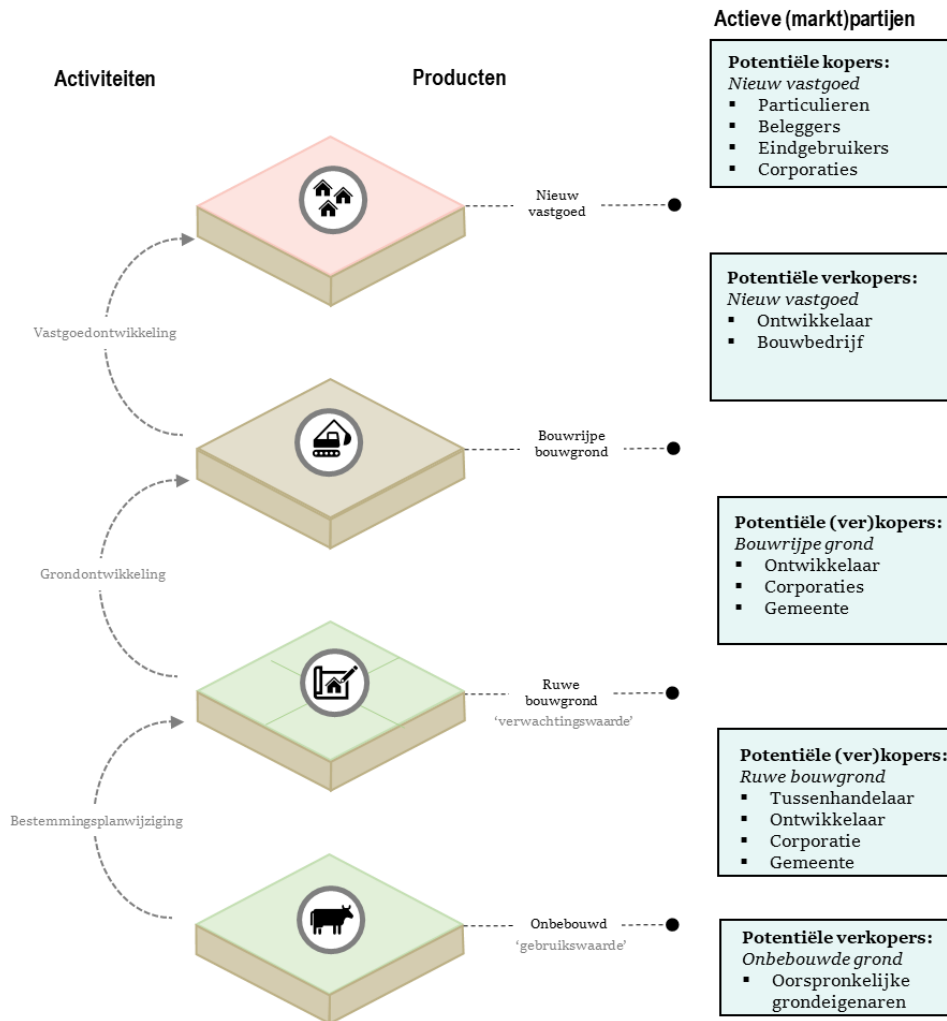 Actieve (markt)partijen
Activiteiten
Producten
Potentiële kopers:
Nieuw vastgoed
▪ Particulieren
▪ Beleggers
▪ Eindgebruikers
▪ Corporaties
Nieuw
vastgoed
Potentiële verkopers:
Nieuw vastgoed
▪ Ontwikkelaar
▪ Bouwbedrijf
Vastgoedontwikkeling
Bouwrijpe
bouwgrond
Potentiële (ver)kopers:
Bouwrijpe grond
▪ Ontwikkelaar
▪ Corporaties
▪ Gemeente
Grondontwikkeling
Ruwe
bouwgrond
‘verwachtingswaarde’
Potentiële (ver)kopers:
Ruwe bouwgrond
▪ Tussenhandelaar
▪ Ontwikkelaar
▪ Corporatie
▪ Gemeente
Bestemmingsplanwijziging
Onbebouwd
‘gebruikswaarde’
Potentiële verkopers:
Onbebouwde grond
▪ Oorspronkelijke
grondeigenaren